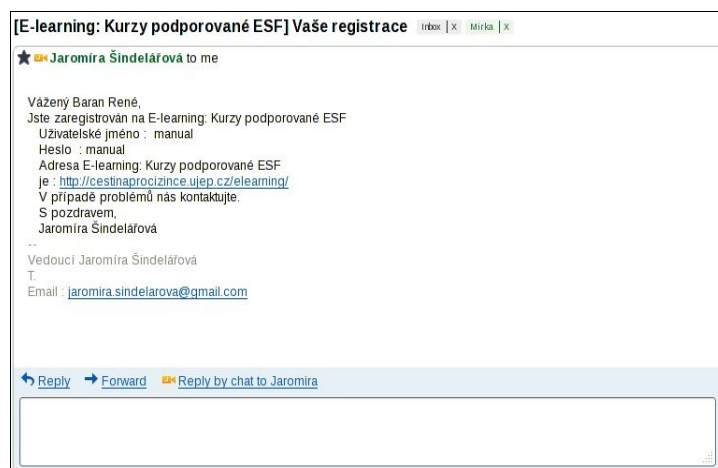 [E-learning: Kurzy podporované ESF] Vaše registrace Inbox | X Mirka | X
Jaromíra Šindelářová to me
Vážený Baran René,
Jste zaregistrován na E-learning: Kurzy podporované ESF
Uživatelské jméno : manual
Heslo : manual
Adresa E-learning: Kurzy podporované ESF
je : http://cestinaprocizince.ujep.cz/elearning/
V případě problémů nás kontaktujte.
S pozdravem,
Jaromíra Šindelářová
--
Vedoucí Jaromíra Šindelářová
T.
Email : jaromira.sindelarova@gmail.com
Reply Forward Reply by chat to Jaromira